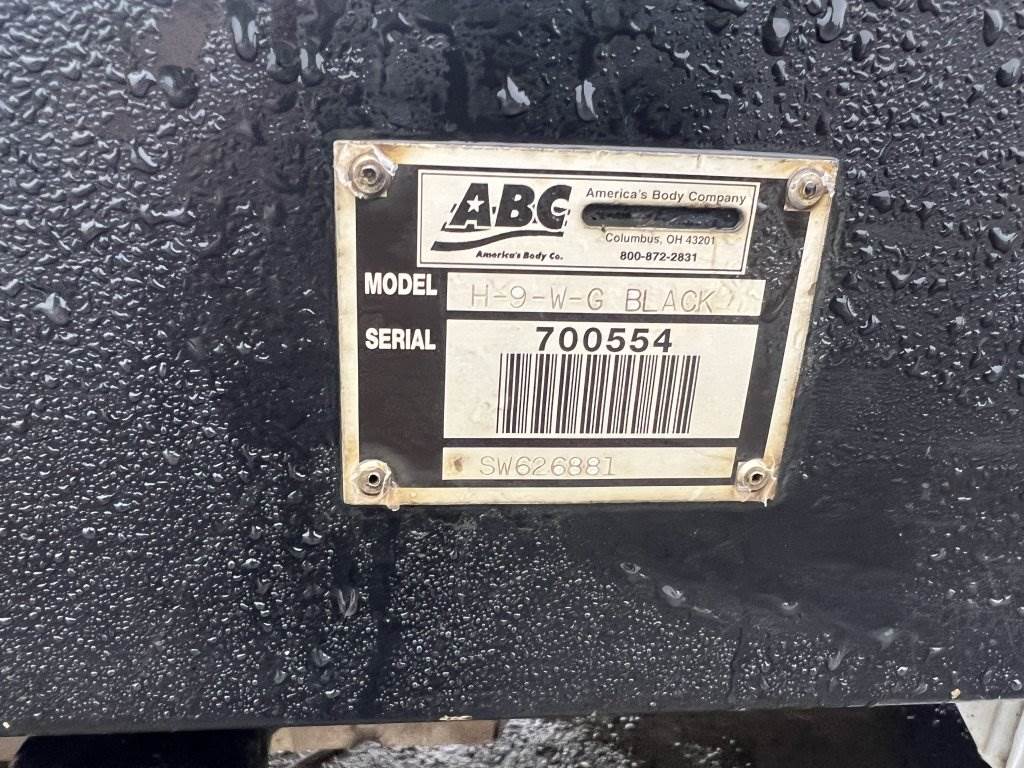 ABC
America's Body Co.
America's Body Company
Columbus, OH 43201
800-872-2831
MODEL H-9-W-G BLACK
SERIAL 700554
SW626881